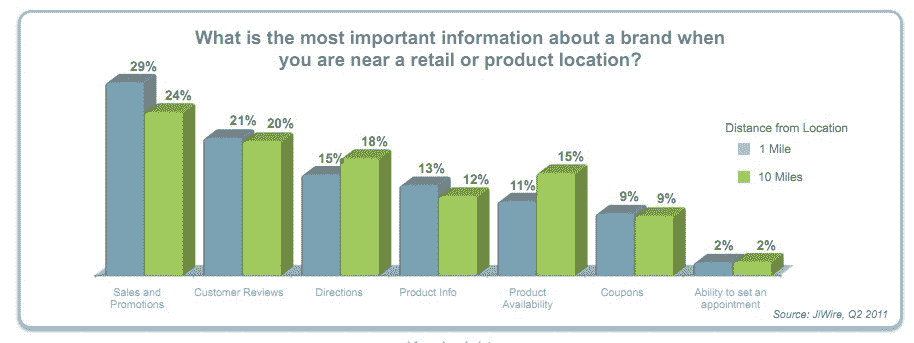 What is the most important information about a brand when
you are near a retail or product location?
29%
24%
21%
20%
15%
18%
13%
12%
11%
15%
9%
9%
2%
2%
Distance from Location
1 Mile
10 Miles
Sales and
Promotions
Customer Reviews
Directions
Product Info
Product
Availability
Coupons
Ability to set an
appointment
Source: JiWire, Q2 2011